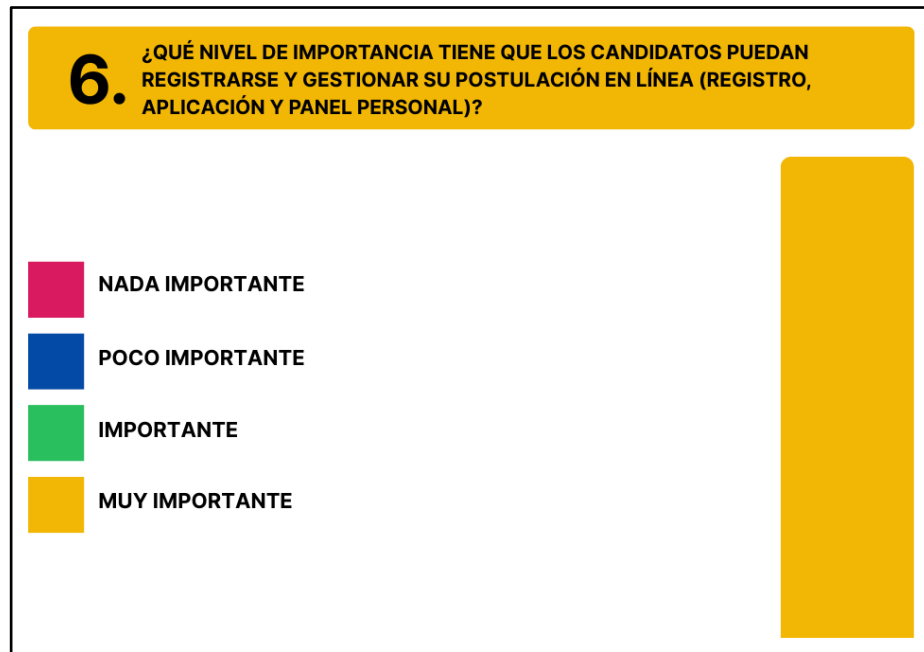 6.
¿QUÉ NIVEL DE IMPORTANCIA TIENE QUE LOS CANDIDATOS PUEDAN
REGISTRARSE Y GESTIONAR SU POSTULACIÓN EN LÍNEA (REGISTRO,
APLICACIÓN Y PANEL PERSONAL)?
NADA IMPORTANTE
POCO IMPORTANTE
IMPORTANTE
MUY IMPORTANTE